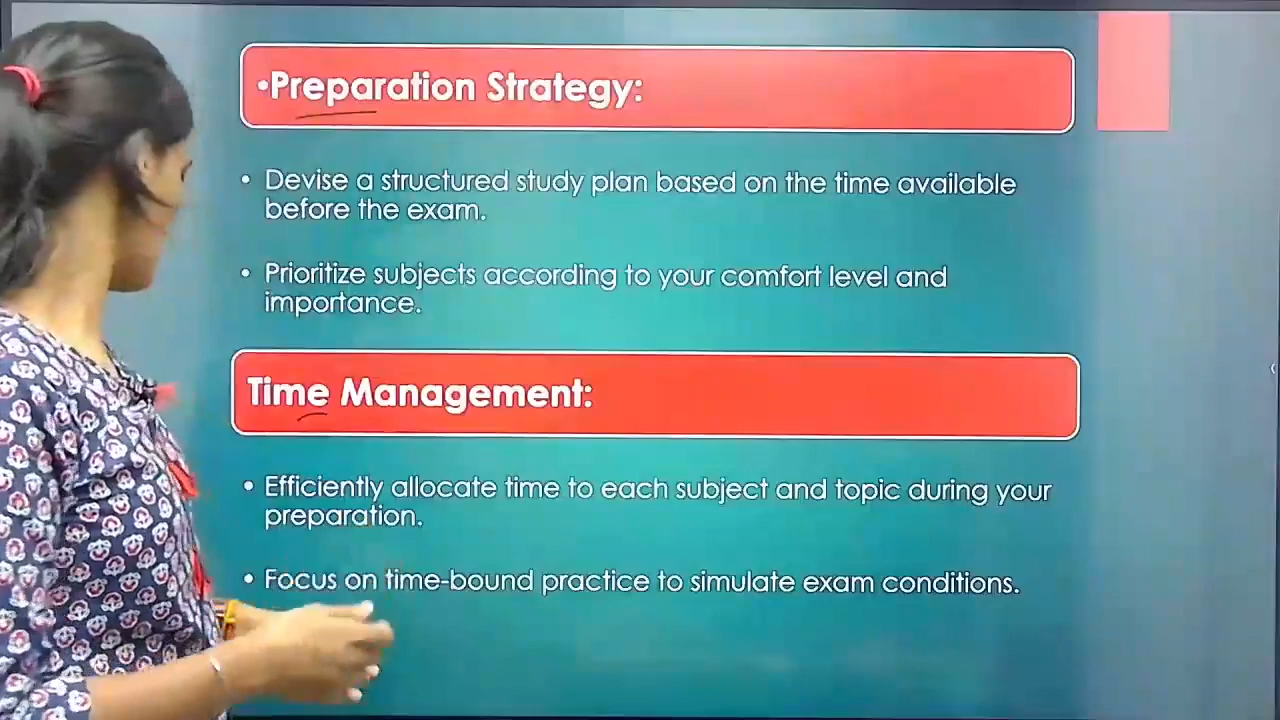 •Preparation Strategy:
• Devise a structured study plan based on the time available
before the exam.
• Prioritize subjects according to your comfort level and
importance.
Time Management:
• Efficiently allocate time to each subject and topic during your
preparation.
• Focus on time-bound practice to simulate exam conditions.